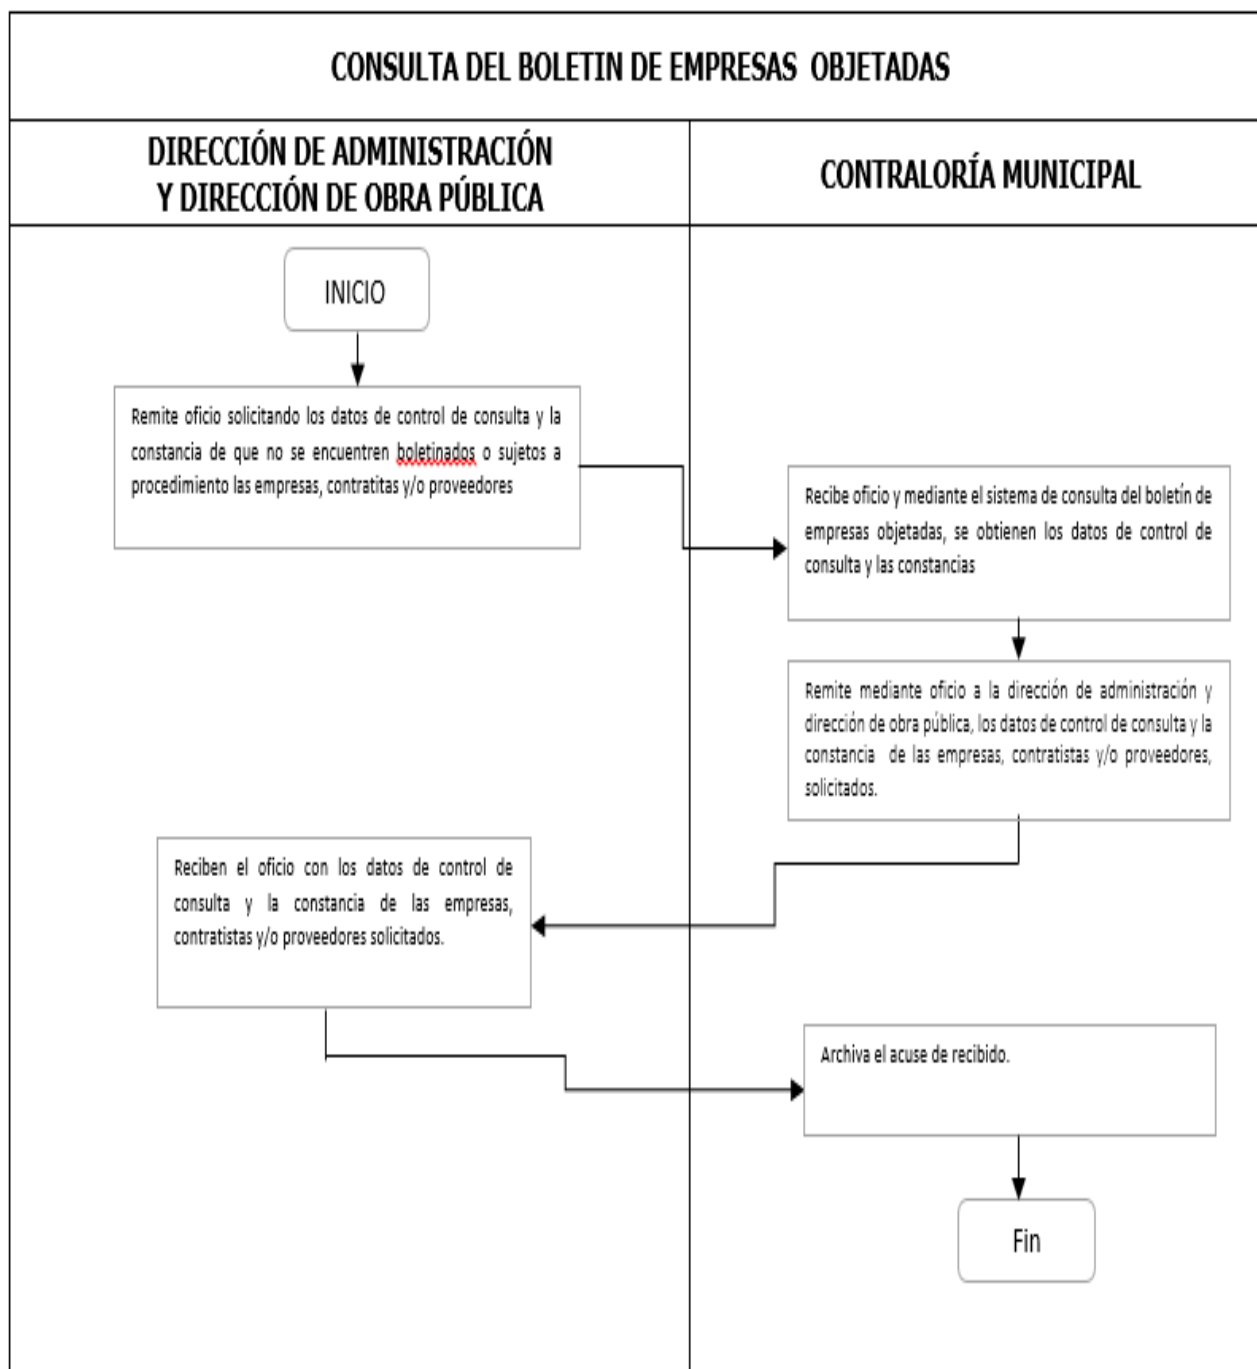 CONSULTA DEL BOLETIN DE EMPRESAS OBJETADAS
DIRECCIÓN DE ADMINISTRACIÓN
Y DIRECCIÓN DE OBRA PÚBLICA
CONTRALORÍA MUNICIPAL
INICIO
Remite oficio solicitando los datos de control de consulta y la
constancia de que no se encuentren boletinados o sujetos a
procedimiento las empresas, contratitas y/o proveedores
Recibe oficio y mediante el sistema de consulta del boletín de
empresas objetadas, se obtienen los datos de control de
consulta y las constancias
Remite mediante oficio a la dirección de administración y
dirección de obra pública, los datos de control de consulta y la
constancia de las empresas, contratistas y/o proveedores,
solicitados.
Reciben el oficio con los datos de control de
consulta y la constancia de las empresas,
contratistas y/o proveedores solicitados.
Archiva el acuse de recibido.
Fin